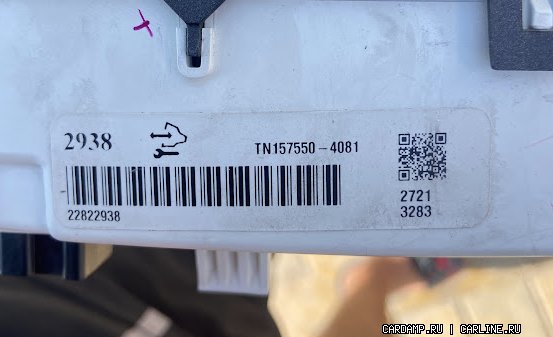 2938
TN157550-4081
22822938
2721
3283
CARDAMP.RU | CARLINE.RU